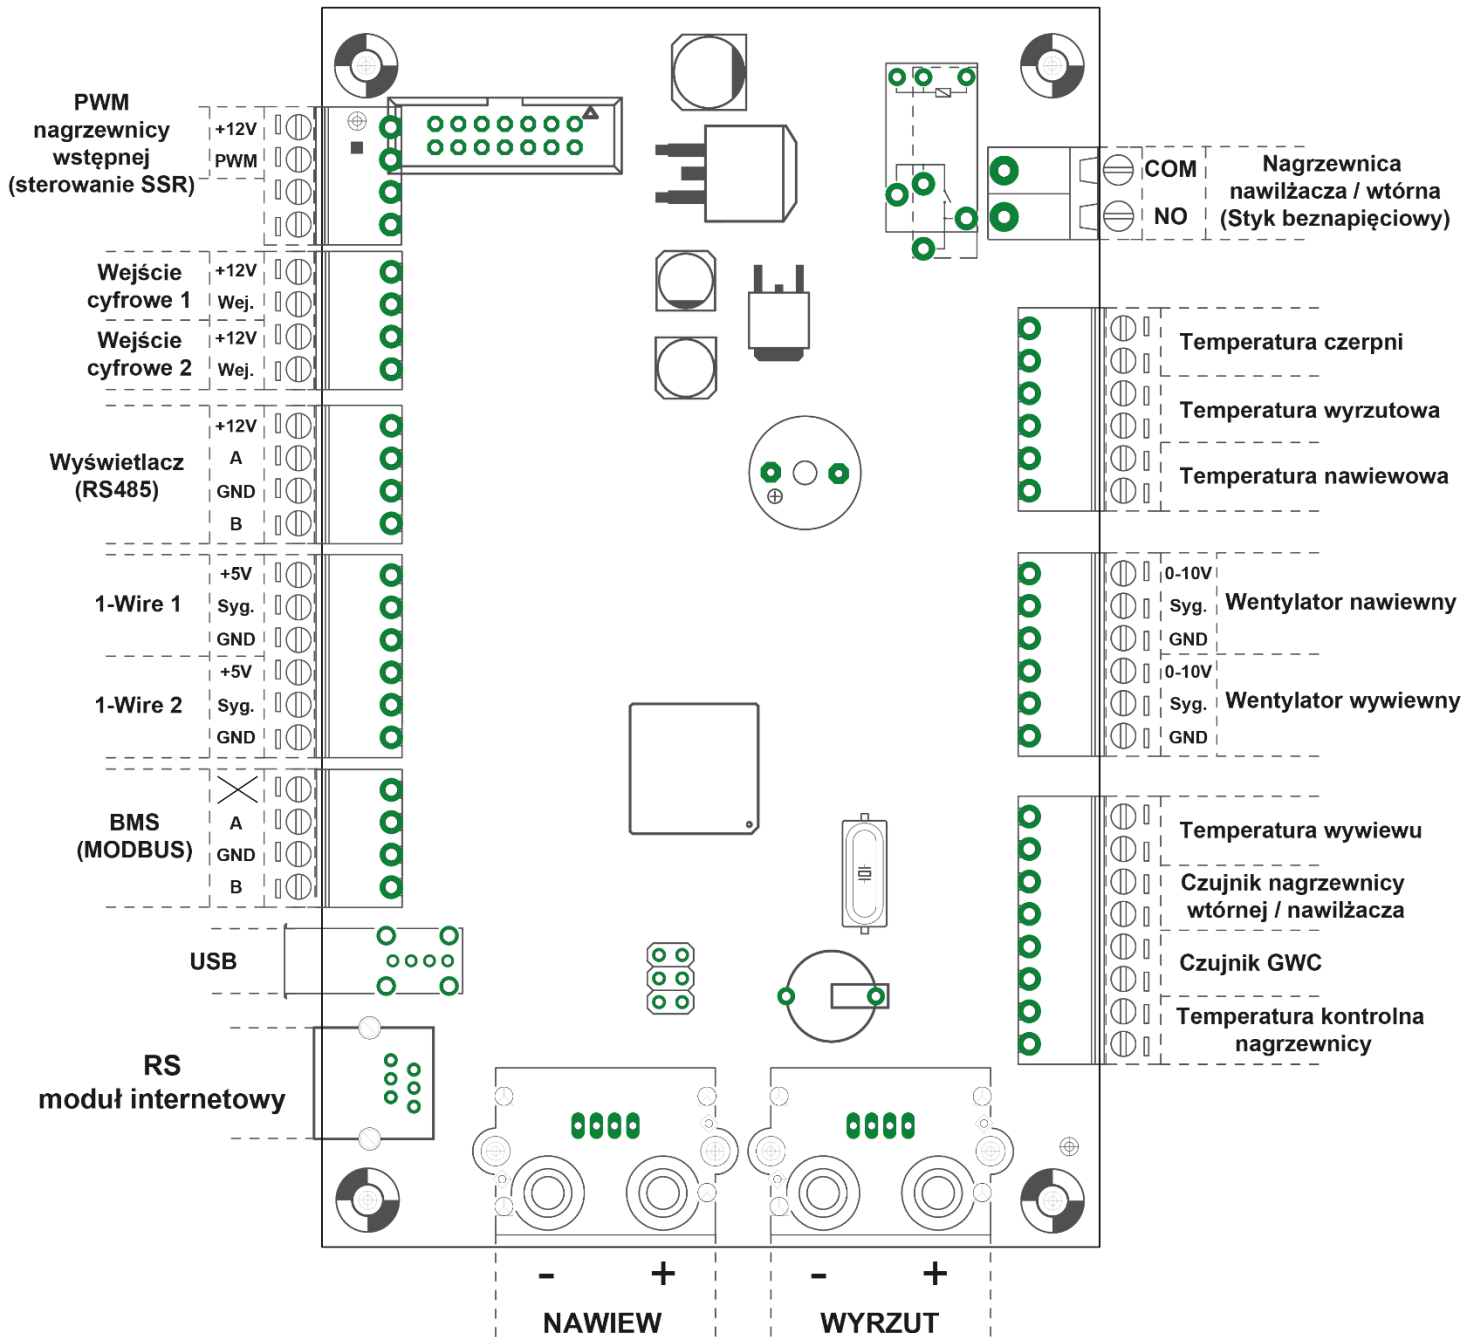 PWM
nagrzewnicy
wstępnej
(sterowanie SSR)
+12V
PWM
Wejście
cyfrowe 1
+12V
Wej.
Wejście
cyfrowe 2
+12V
Wej.
Wyświetlacz
(RS485)
+12V
A
GND
B
1-Wire 1
+5V
Syg.
GND
1-Wire 2
+5V
Syg.
GND
BMS
(MODBUS)
A
GND
B
USB
RS
moduł internetowy
COM
NO
Nagrzewnica
nawilżacza / wtórna
(Styk beznapięciowy)
Temperatura czerpni
Temperatura wyrzutowa
Temperatura nawiewowa
0-10V
Syg.
GND
Wentylator nawiewny
0-10V
Syg.
GND
Wentylator wywiewny
Temperatura wywiewu
Czujnik nagrzewnicy
wtórnej / nawilżacza
Czujnik GWC
Temperatura kontrolna
nagrzewnicy
- +
NAWIEW
- +
WYRZUT